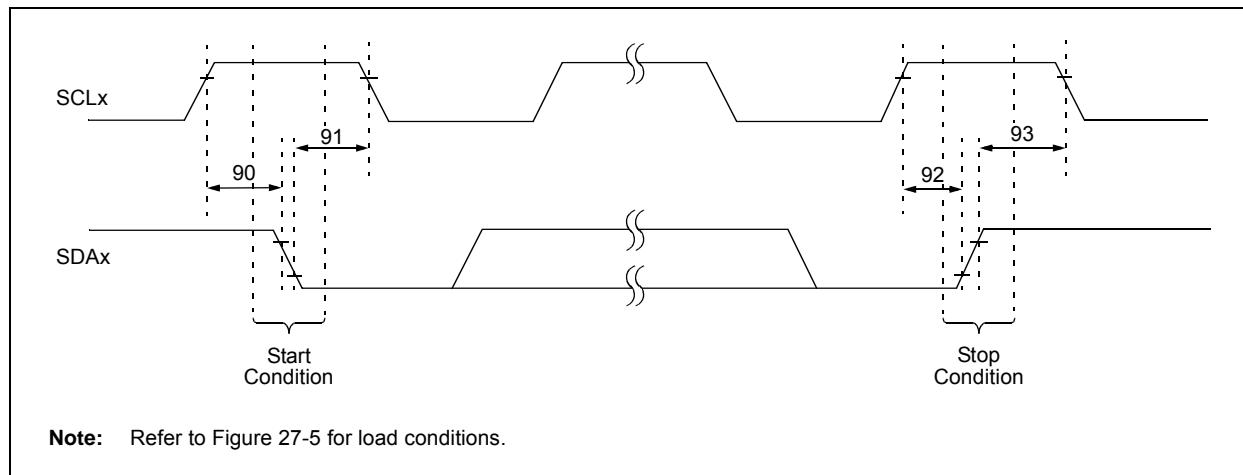 SCLx
91
93
90
92
SDAx
Start
Condition
Stop
Condition
Note: Refer to Figure 27-5 for load conditions.